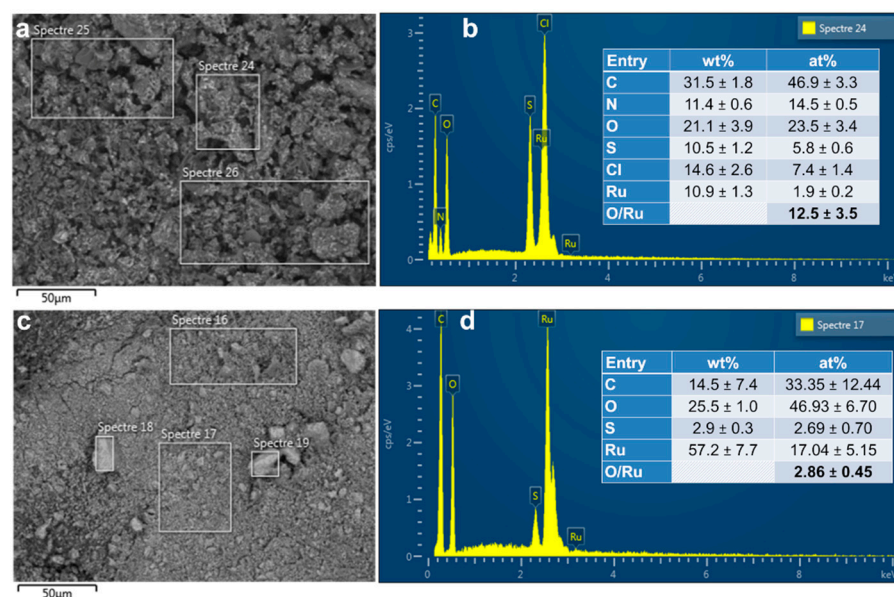 a
Spectre 25
Spectre 24
Spectre 26
50µm
b
Spectre 24
3
2
1
0
cps/eV
C
O
N
S
Ru
Cl
Ru
2
4
6
8
keV
Entry wt% at%
C 31.5 ± 1.8 46.9 ± 3.3
N 11.4 ± 0.6 14.5 ± 0.5
O 21.1 ± 3.9 23.5 ± 3.4
S 10.5 ± 1.2 5.8 ± 0.6
Cl 14.6 ± 2.6 7.4 ± 1.4
Ru 10.9 ± 1.3 1.9 ± 0.2
O/Ru 12.5 ± 3.5
c
Spectre 16
Spectre 18
Spectre 17
Spectre 19
50µm
d
Spectre 17
4
3
2
1
0
cps/eV
C
O
S
Ru
Ru
0
2
4
6
8
Entry wt% at%
C 14.5 ± 7.4 33.35 ± 12.44
O 25.5 ± 1.0 46.93 ± 6.70
S 2.9 ± 0.3 2.69 ± 0.70
Ru 57.2 ± 7.7 17.04 ± 5.15
O/Ru 2.86 ± 0.45